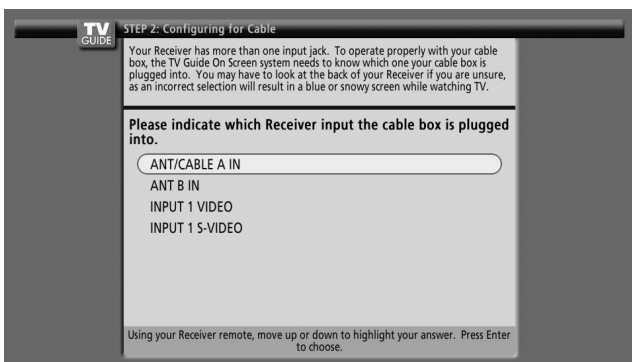 TV
GUIDE
STEP 2: Configuring for Cable
Your Receiver has more than one input jack. To operate properly with your cable
box, the TV Guide On Screen system needs to know which one your cable box is
plugged into. You may have to look at the back of your Receiver if you are unsure,
as an incorrect selection will result in a blue or snowy screen while watching TV.
Please indicate which Receiver input the cable box is plugged
into.
ANT/CABLE A IN
ANT B IN
INPUT 1 VIDEO
INPUT 1 S-VIDEO
Using your Receiver remote, move up or down to highlight your answer. Press Enter
to choose.